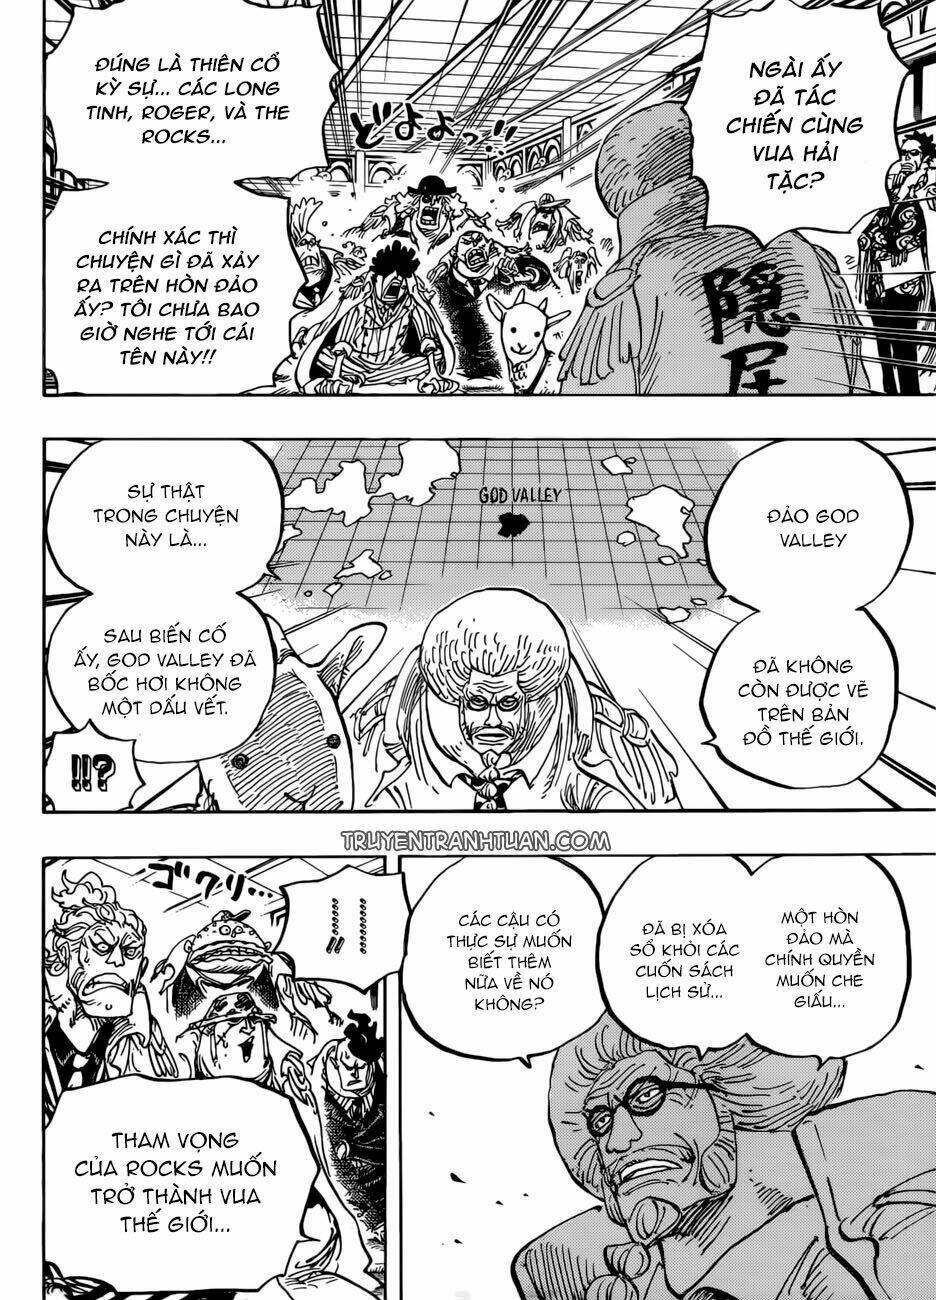 NGÀI ẤY
ĐÃ TÁC
CHIẾN CÙNG
VUA HẢI
TẶC?
ĐÚNG LÀ THIÊN CỔ
KỲ SỰ... CÁC LONG
TINH, ROGER, VÀ THE
ROCKS...
CHÍNH XÁC THÌ
CHUYỆN GÌ ĐÃ XẢY
RA TRÊN HÒN ĐẢO
ẤY? TÔI CHƯA BAO
GIỜ NGHE TỚI CÁI
TÊN NÀY!!
どよよっ!!
隠居
ĐẢO GOD
VALLEY
ĐÃ KHÔNG
CÒN ĐƯỢC VẼ
TRÊN BẢN
ĐỒ THẾ GIỚI.
GOD VALLEY
SỰ THẬT
TRONG CHUYỆN
NÀY LÀ...
SAU BIẾN CỐ
ẤY, GOD VALLEY ĐÃ
BỐC HƠI KHÔNG
MỘT DẤU VẾT.
!!?
TRUYENTRANHTUAN.COM
MỘT HÒN
ĐẢO MÀ
CHÍNH QUYỀN
MUỐN CHE
GIẤU...
ĐÃ BỊ XÓA
SỔ KHỎI CÁC
CUỐN SÁCH
LỊCH SỬ...
CÁC CẬU CÓ
THỰC SỰ MUỐN
BIẾT THÊM
NỮA VỀ NÓ
KHÔNG?
ゴクリ…
THAM VỌNG
CỦA ROCKS MUỐN
TRỞ THÀNH VUA
THẾ GIỚI...